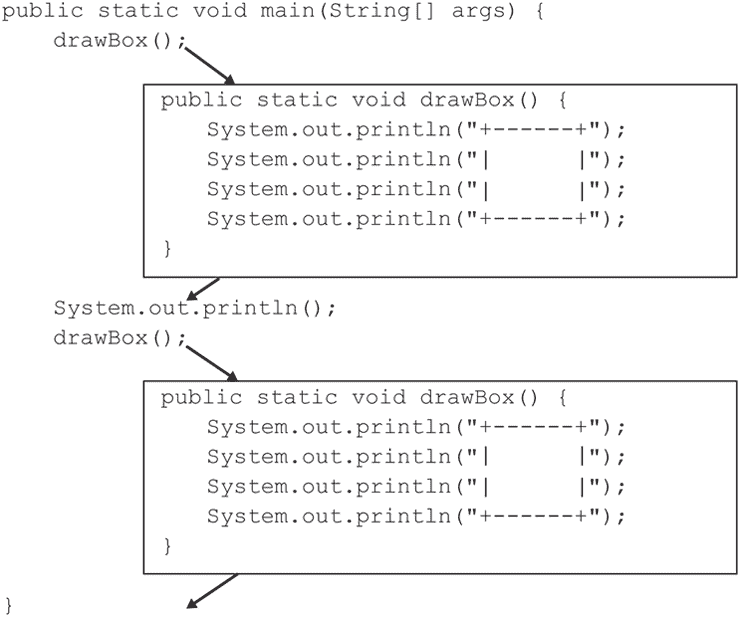 public static void main(String[] args) {
drawBox();
public static void drawBox() {
System.out.println("+------+");
System.out.println("|      |");
System.out.println("|      |");
System.out.println("+------+");
}
System.out.println();
drawBox();
public static void drawBox() {
System.out.println("+------+");
System.out.println("|      |");
System.out.println("|      |");
System.out.println("+------+");
}
}